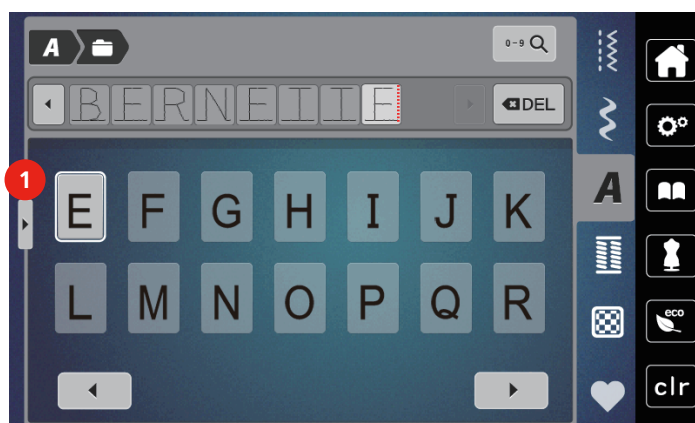 A 0-9
BERNETTE DEL
A
1
E F G H I J K
L M N O P Q R
eco
clr